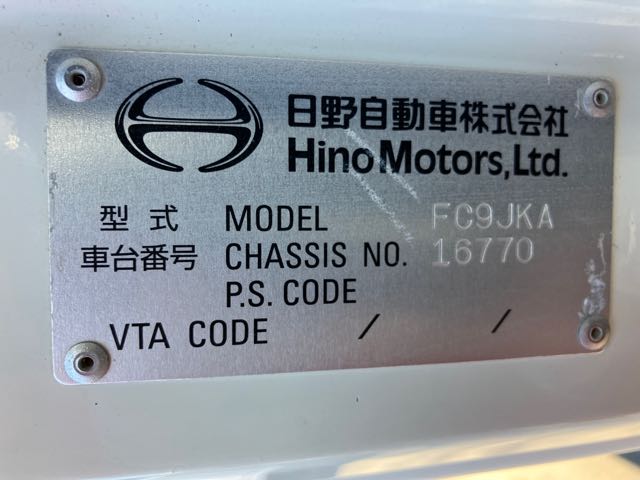 日野自動車株式会社
Hino Motors, Ltd.
型式 MODEL FC9JKA
車台番号 CHASSIS NO. 16770
P.S. CODE
VTA CODE / /